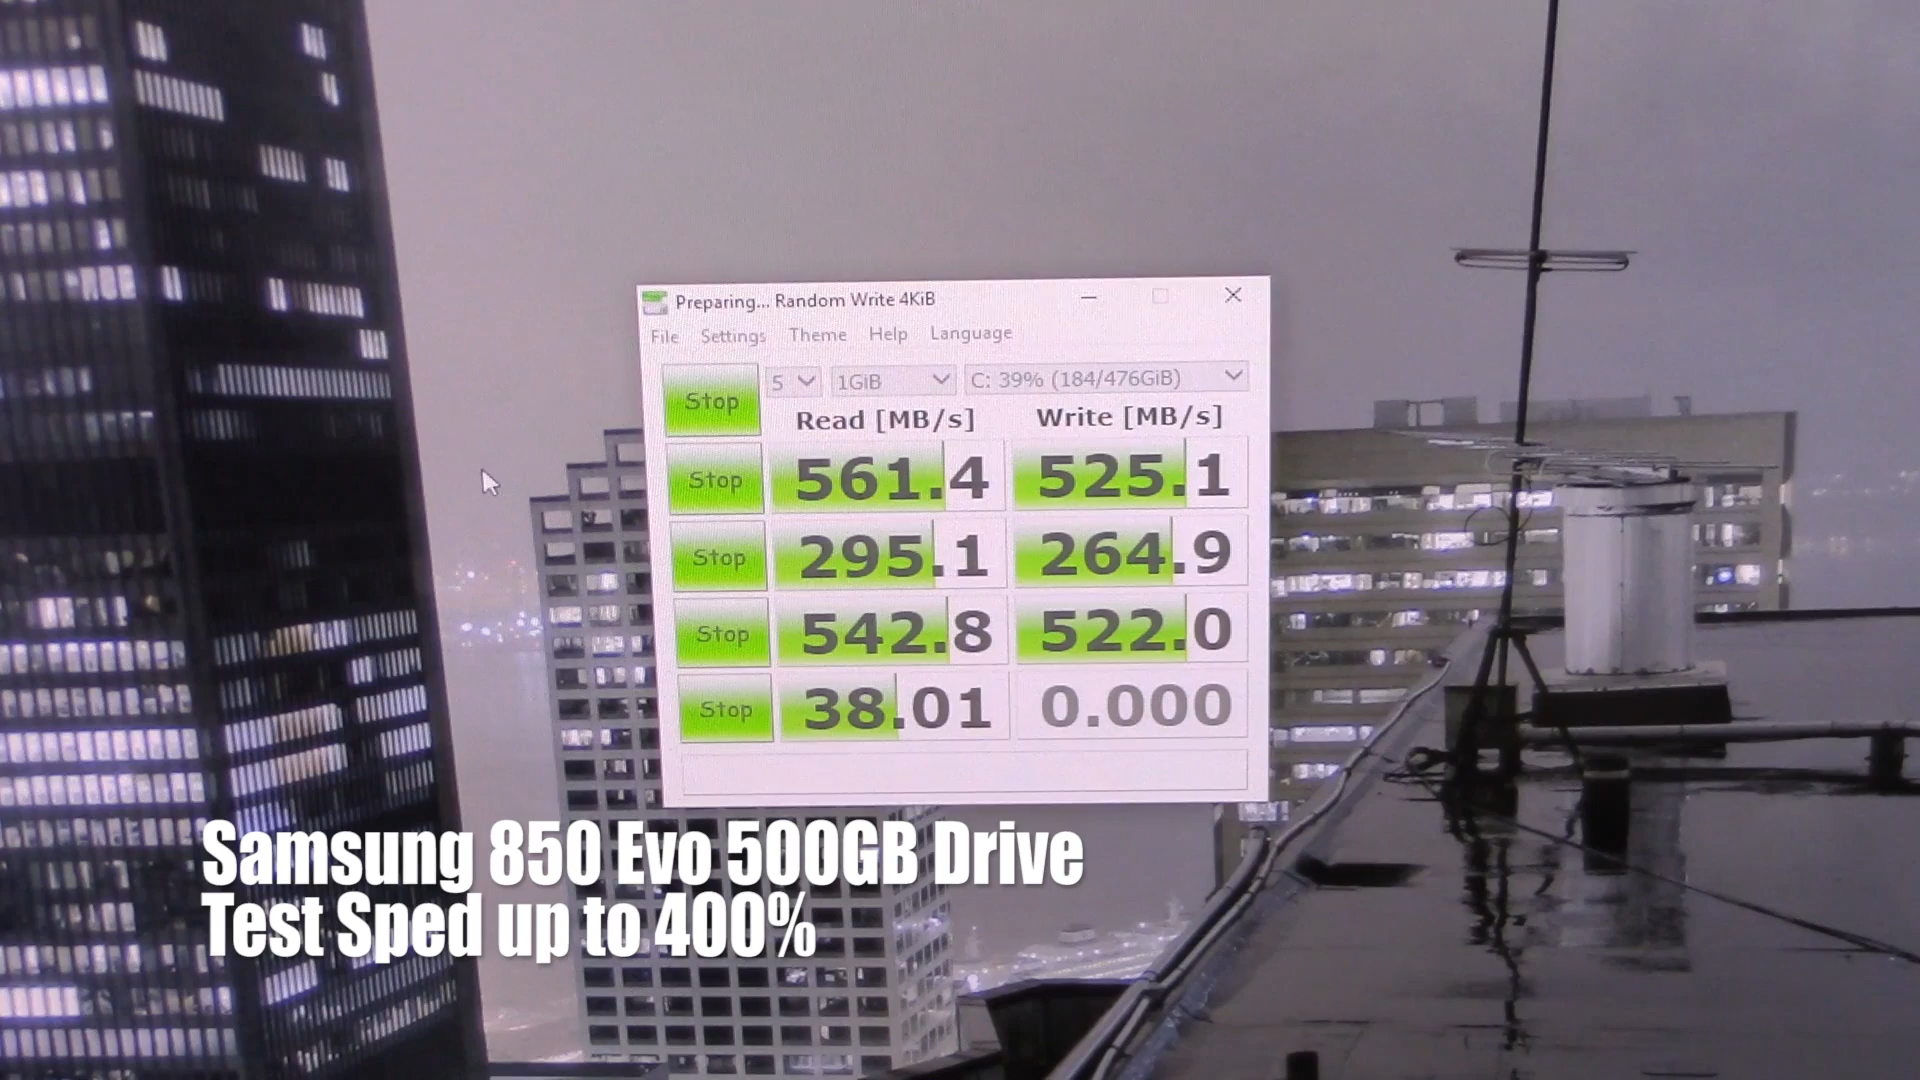 Preparing... Random Write 4KiB
File Settings Theme Help Language
Stop 5 1GiB C: 39% (184/476GiB)
Read [MB/s] Write [MB/s]
Stop 561.4 525.1
Stop 295.1 264.9
Stop 542.8 522.0
Stop 38.01 0.000
Samsung 850 Evo 500GB Drive
Test Sped up to 400%